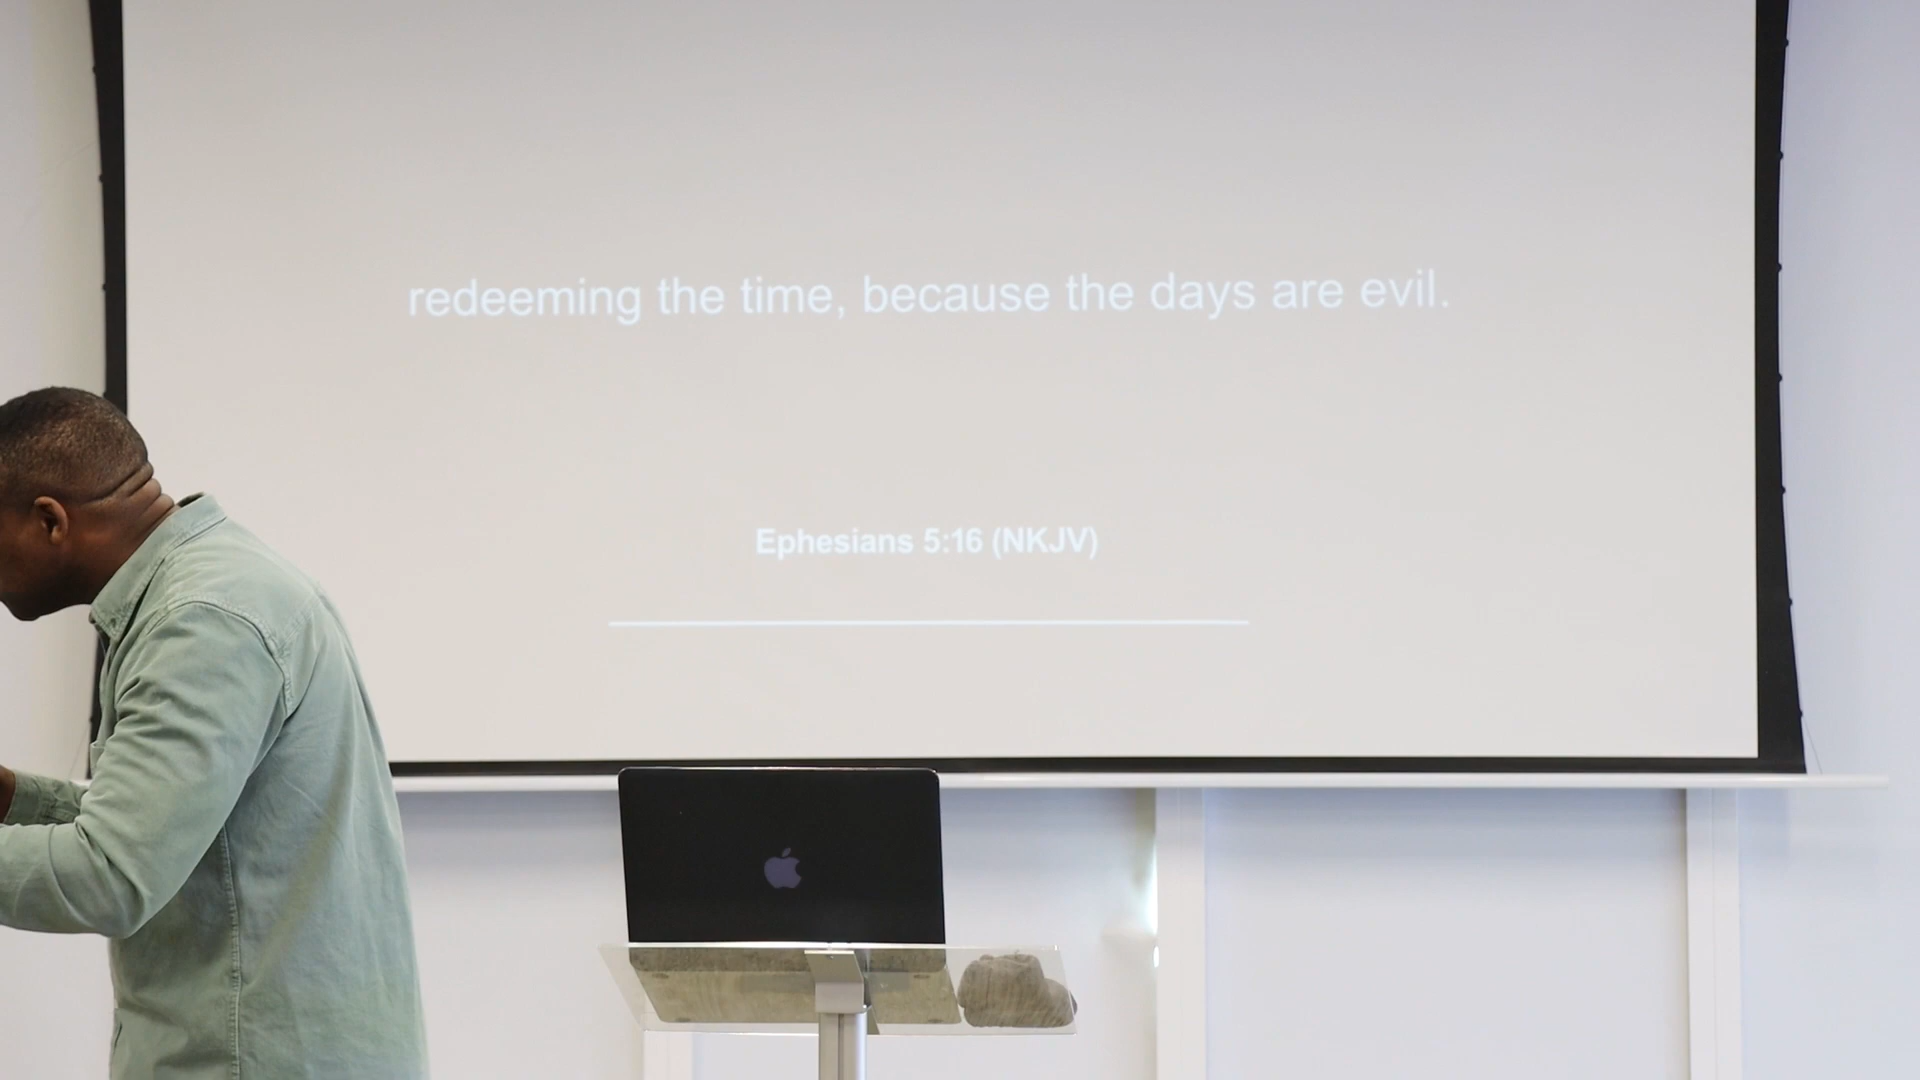 redeeming the time, because the days are evil.
Ephesians 5:16 (NKJV)